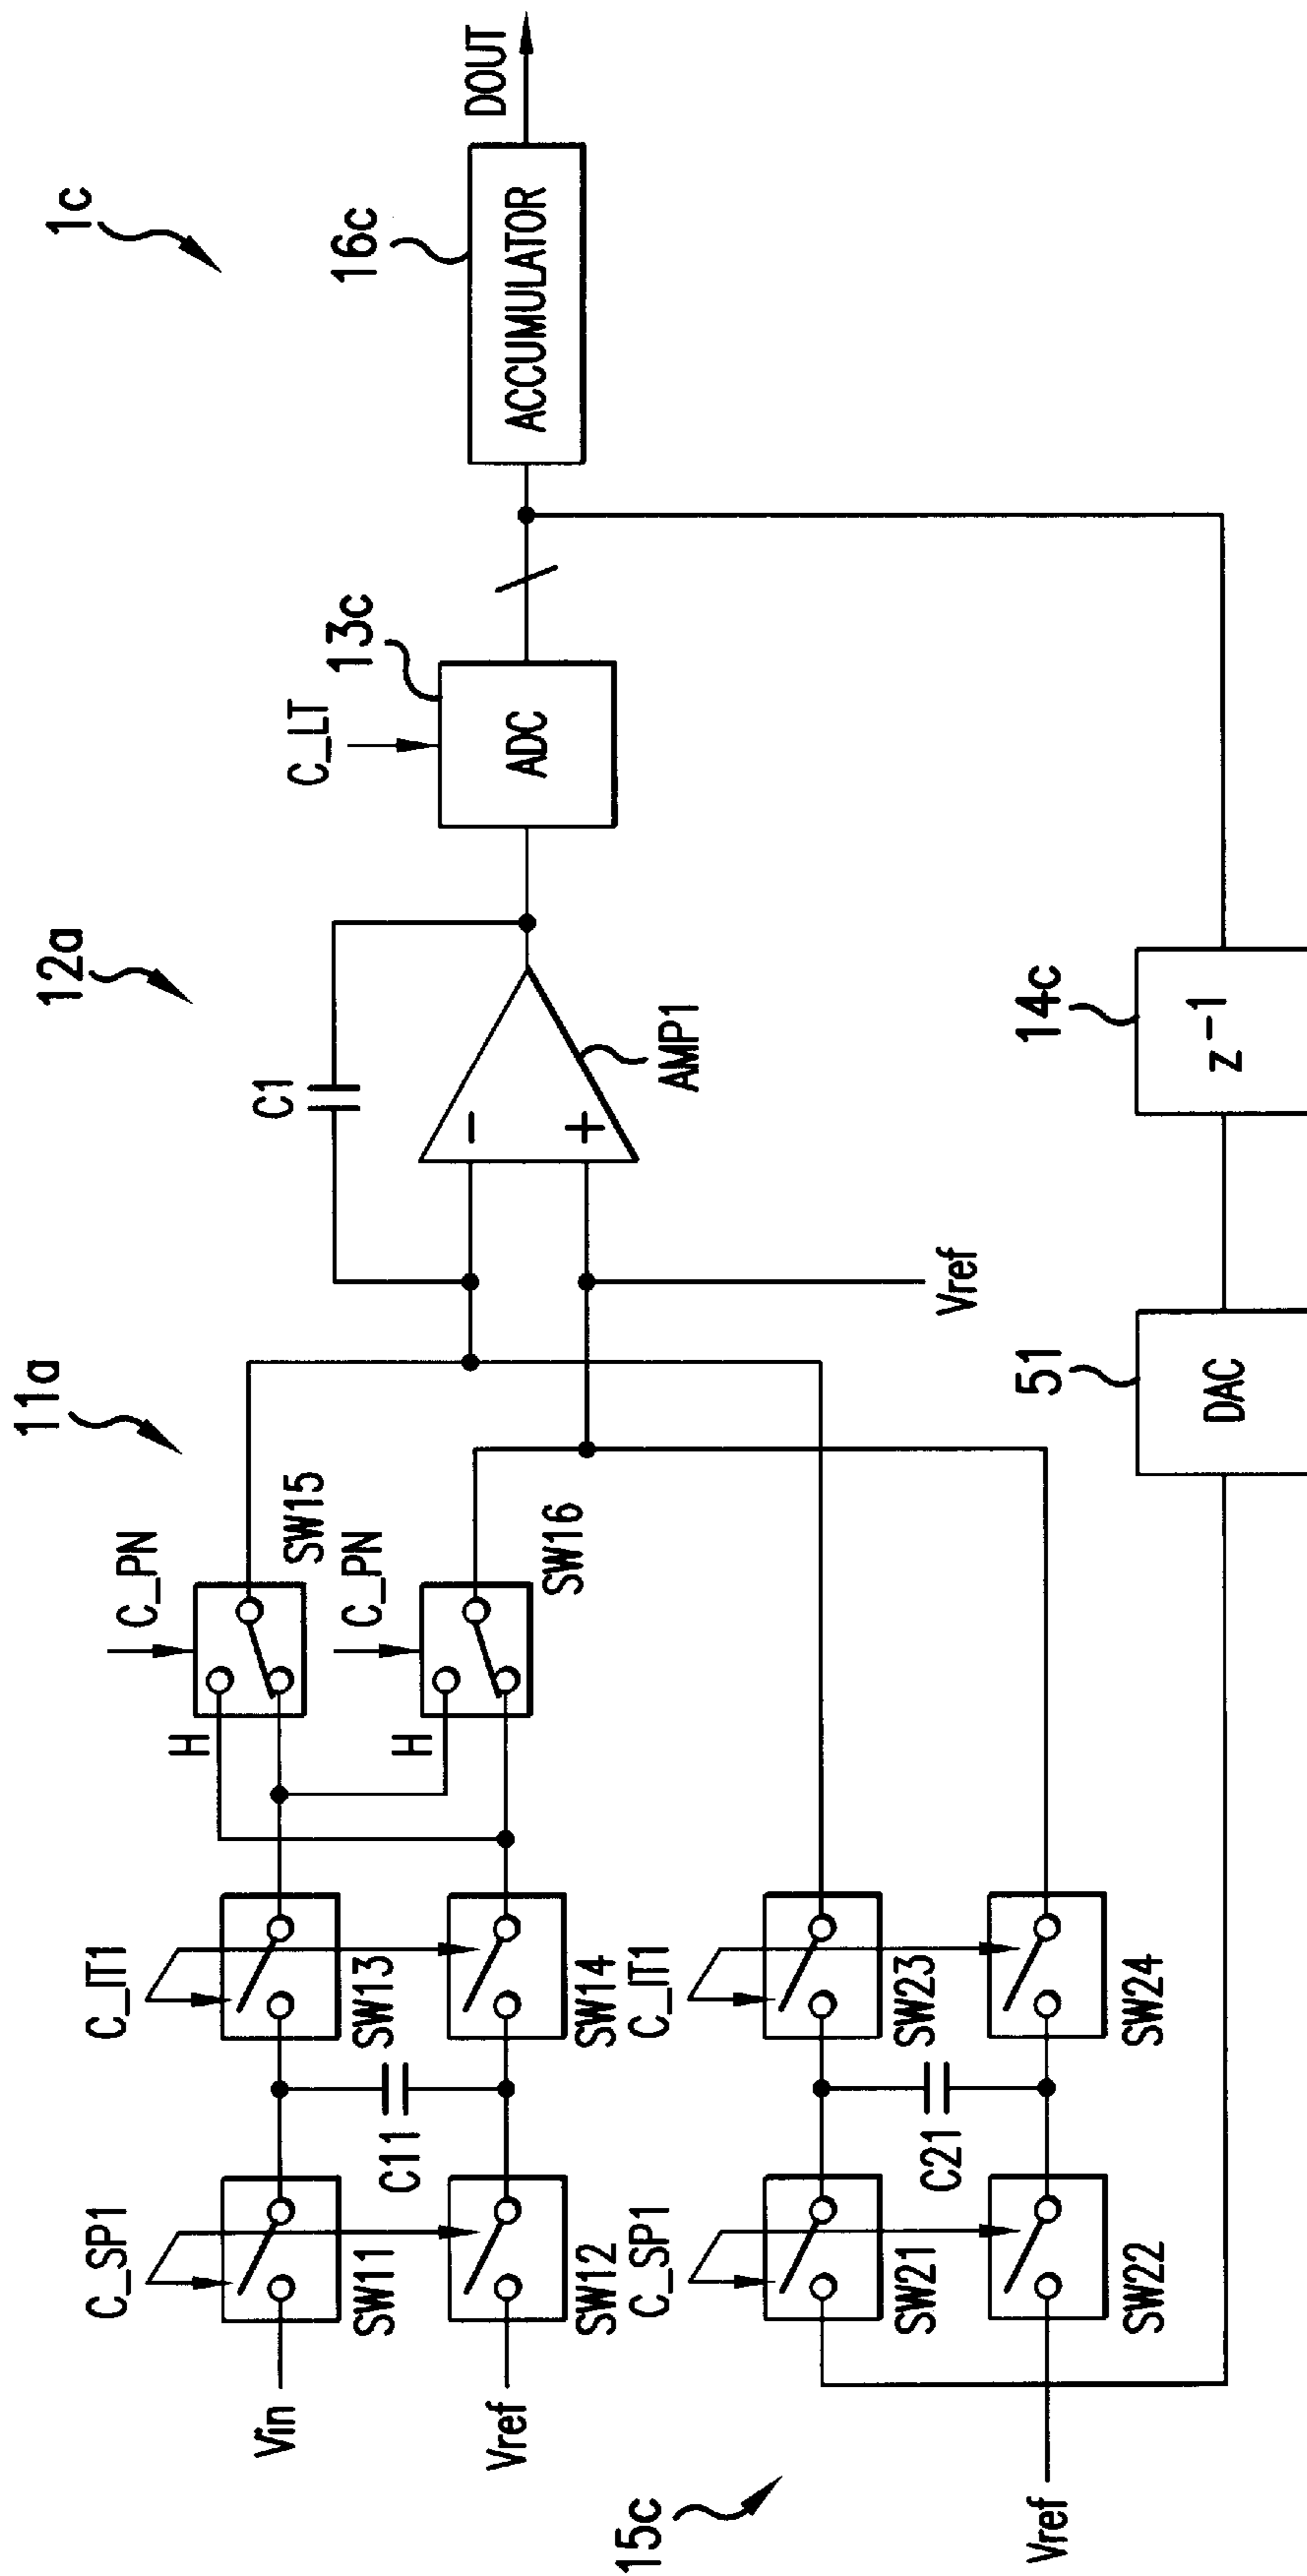 1c
12a
11a
16c
ACCUMULATOR
DOUT
13c
C_LT
ADC
C1
AMP1
−
+
Vref
C_PN
SW15
H
C_PN
SW16
H
C_IT1
SW13
SW14
C11
C_SP1
SW11
SW12
Vin
Vref
C_IT1
SW23
SW24
C21
C_SP1
SW21
SW22
Vref
15c
14c
z⁻¹
51
DAC